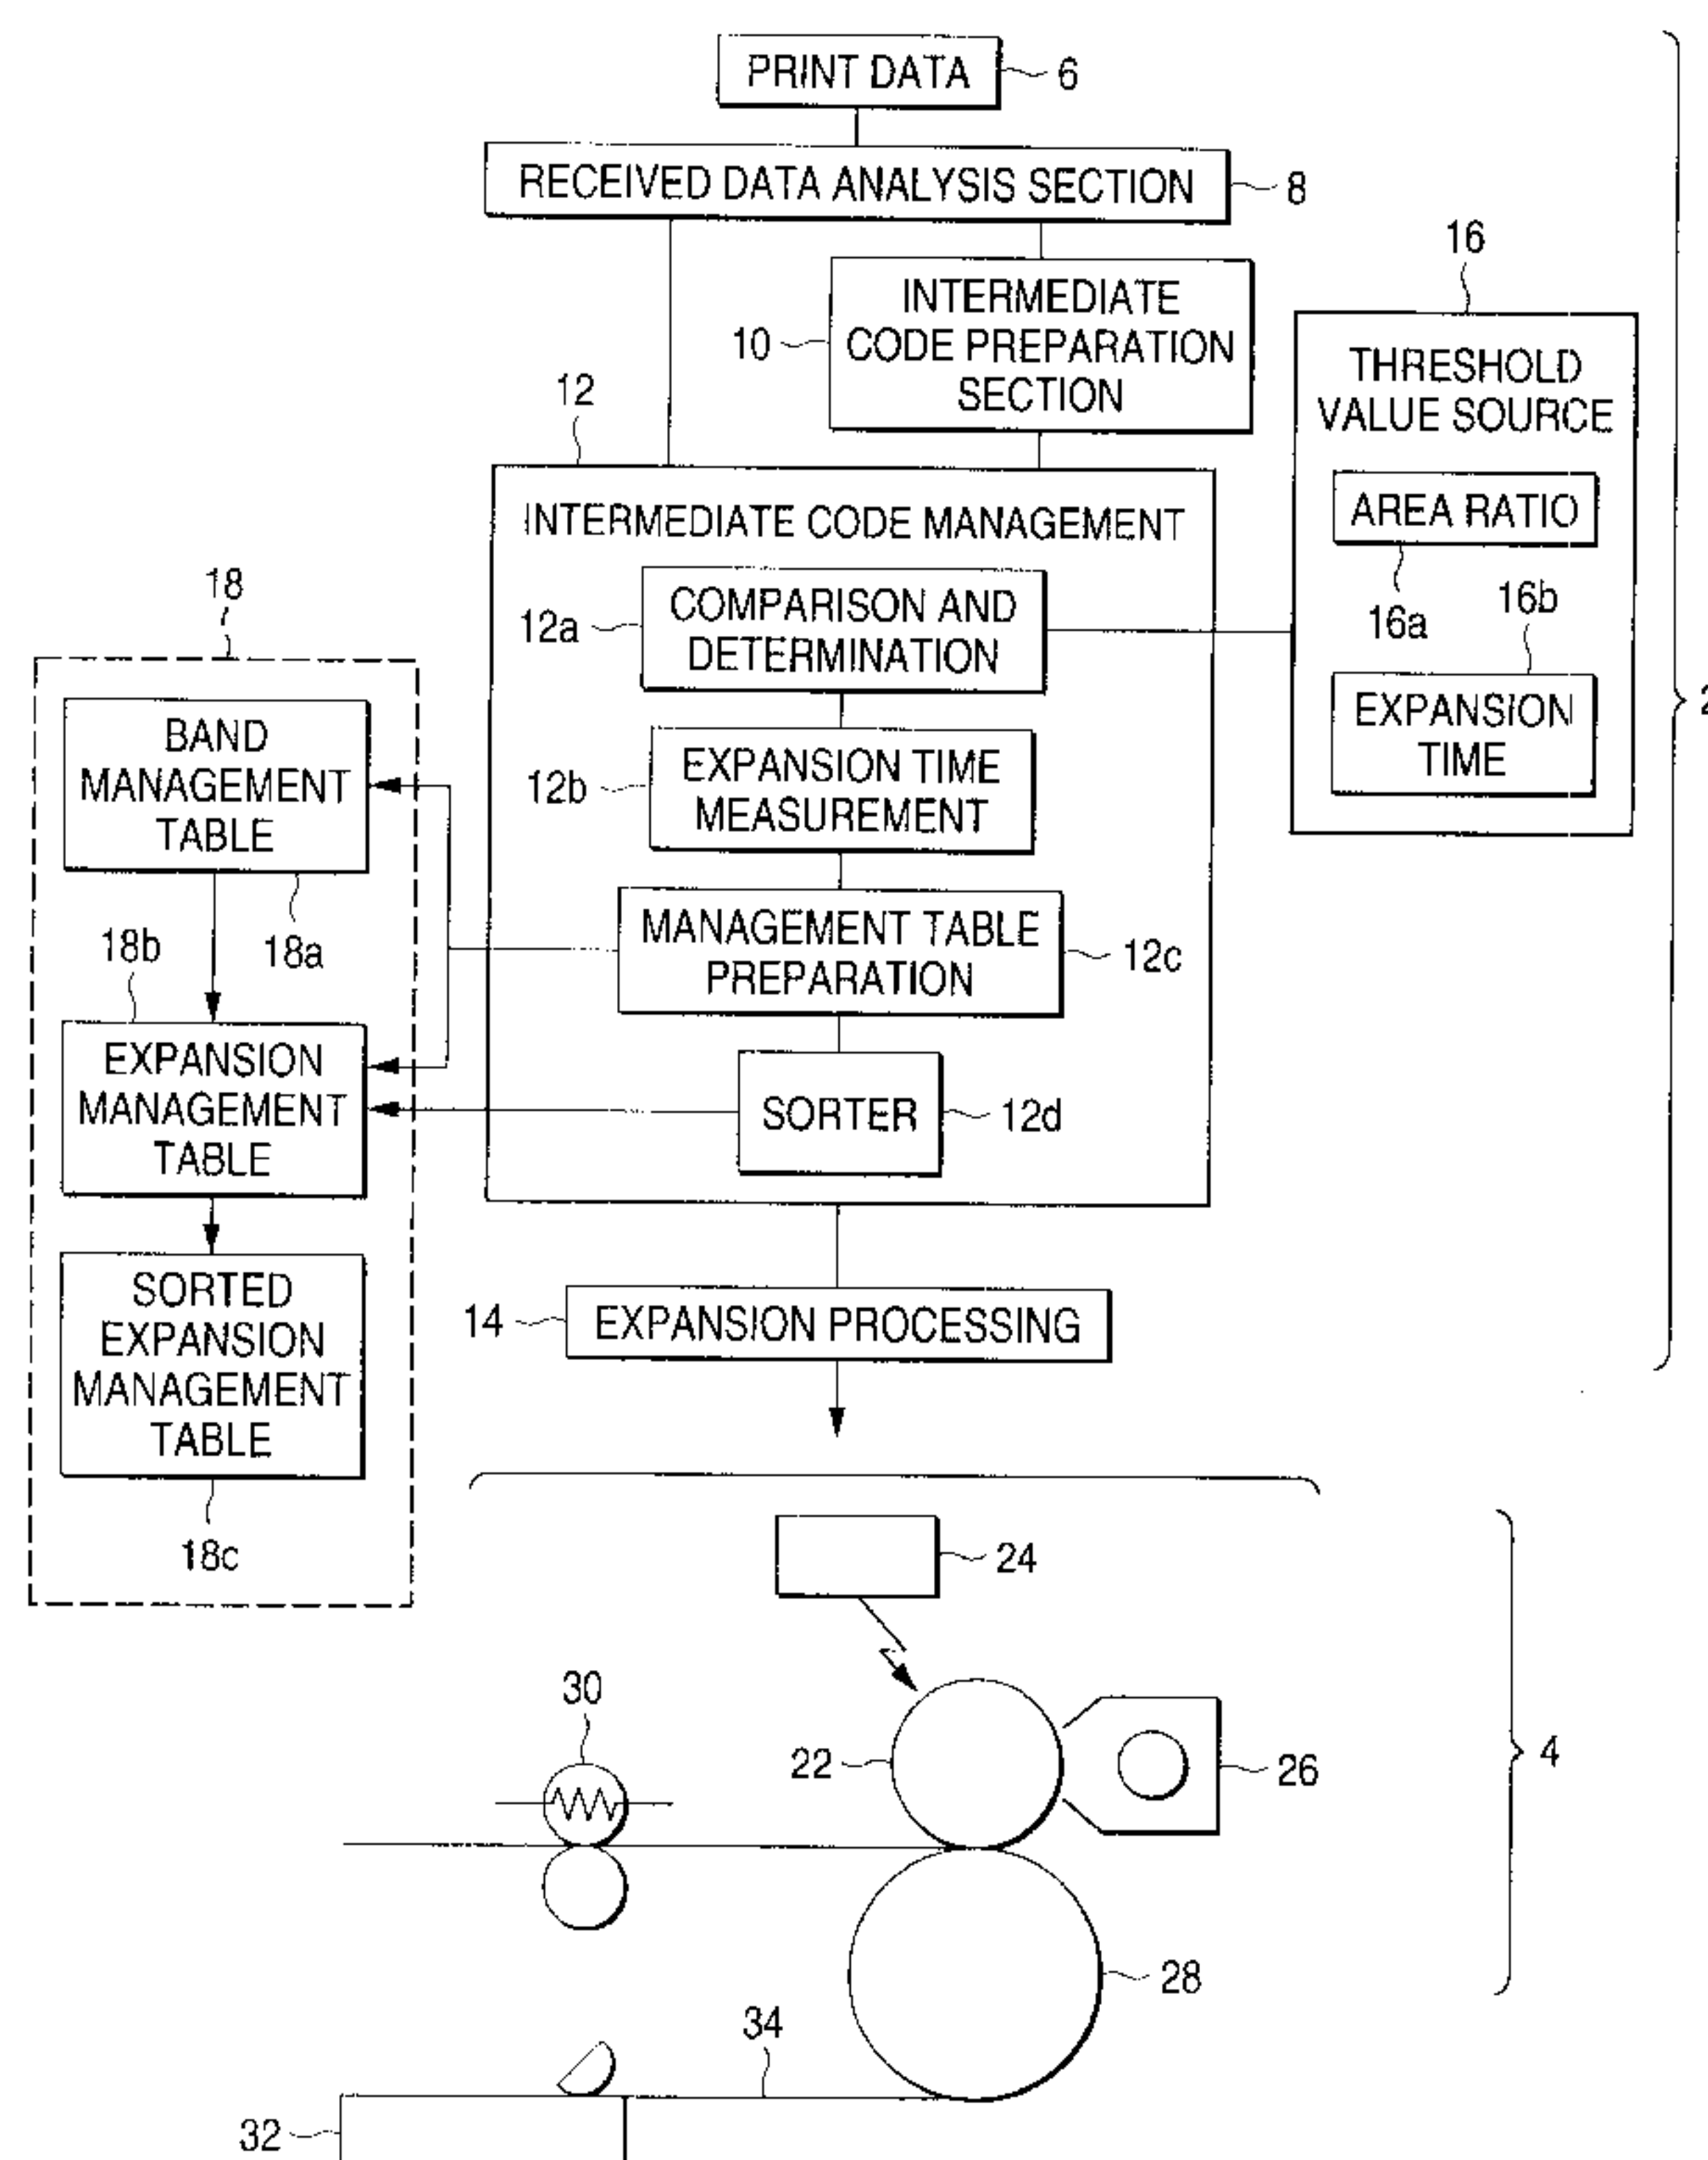 PRINT DATA
6
RECEIVED DATA ANALYSIS SECTION
8
16
INTERMEDIATE
CODE PREPARATION
SECTION
10
12
THRESHOLD
VALUE SOURCE
AREA RATIO
16a
16b
EXPANSION
TIME
2
INTERMEDIATE CODE MANAGEMENT
COMPARISON AND
DETERMINATION
12a
EXPANSION TIME
MEASUREMENT
12b
MANAGEMENT TABLE
PREPARATION
12c
SORTER
12d
18
BAND
MANAGEMENT
TABLE
18a
18b
EXPANSION
MANAGEMENT
TABLE
SORTED
EXPANSION
MANAGEMENT
TABLE
18c
14
EXPANSION PROCESSING
24
30
22
26
4
28
34
32